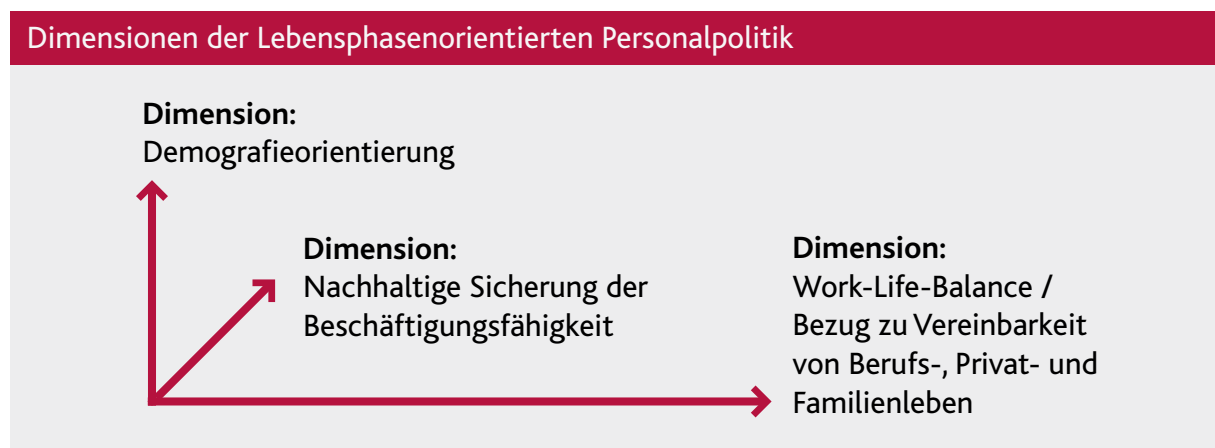 Dimensionen der Lebensphasenorientierten Personalpolitik
Dimension:
Demografieorientierung
Dimension:
Nachhaltige Sicherung der
Beschäftigungsfähigkeit
Dimension:
Work-Life-Balance /
Bezug zu Vereinbarkeit
von Berufs-, Privat- und
Familienleben